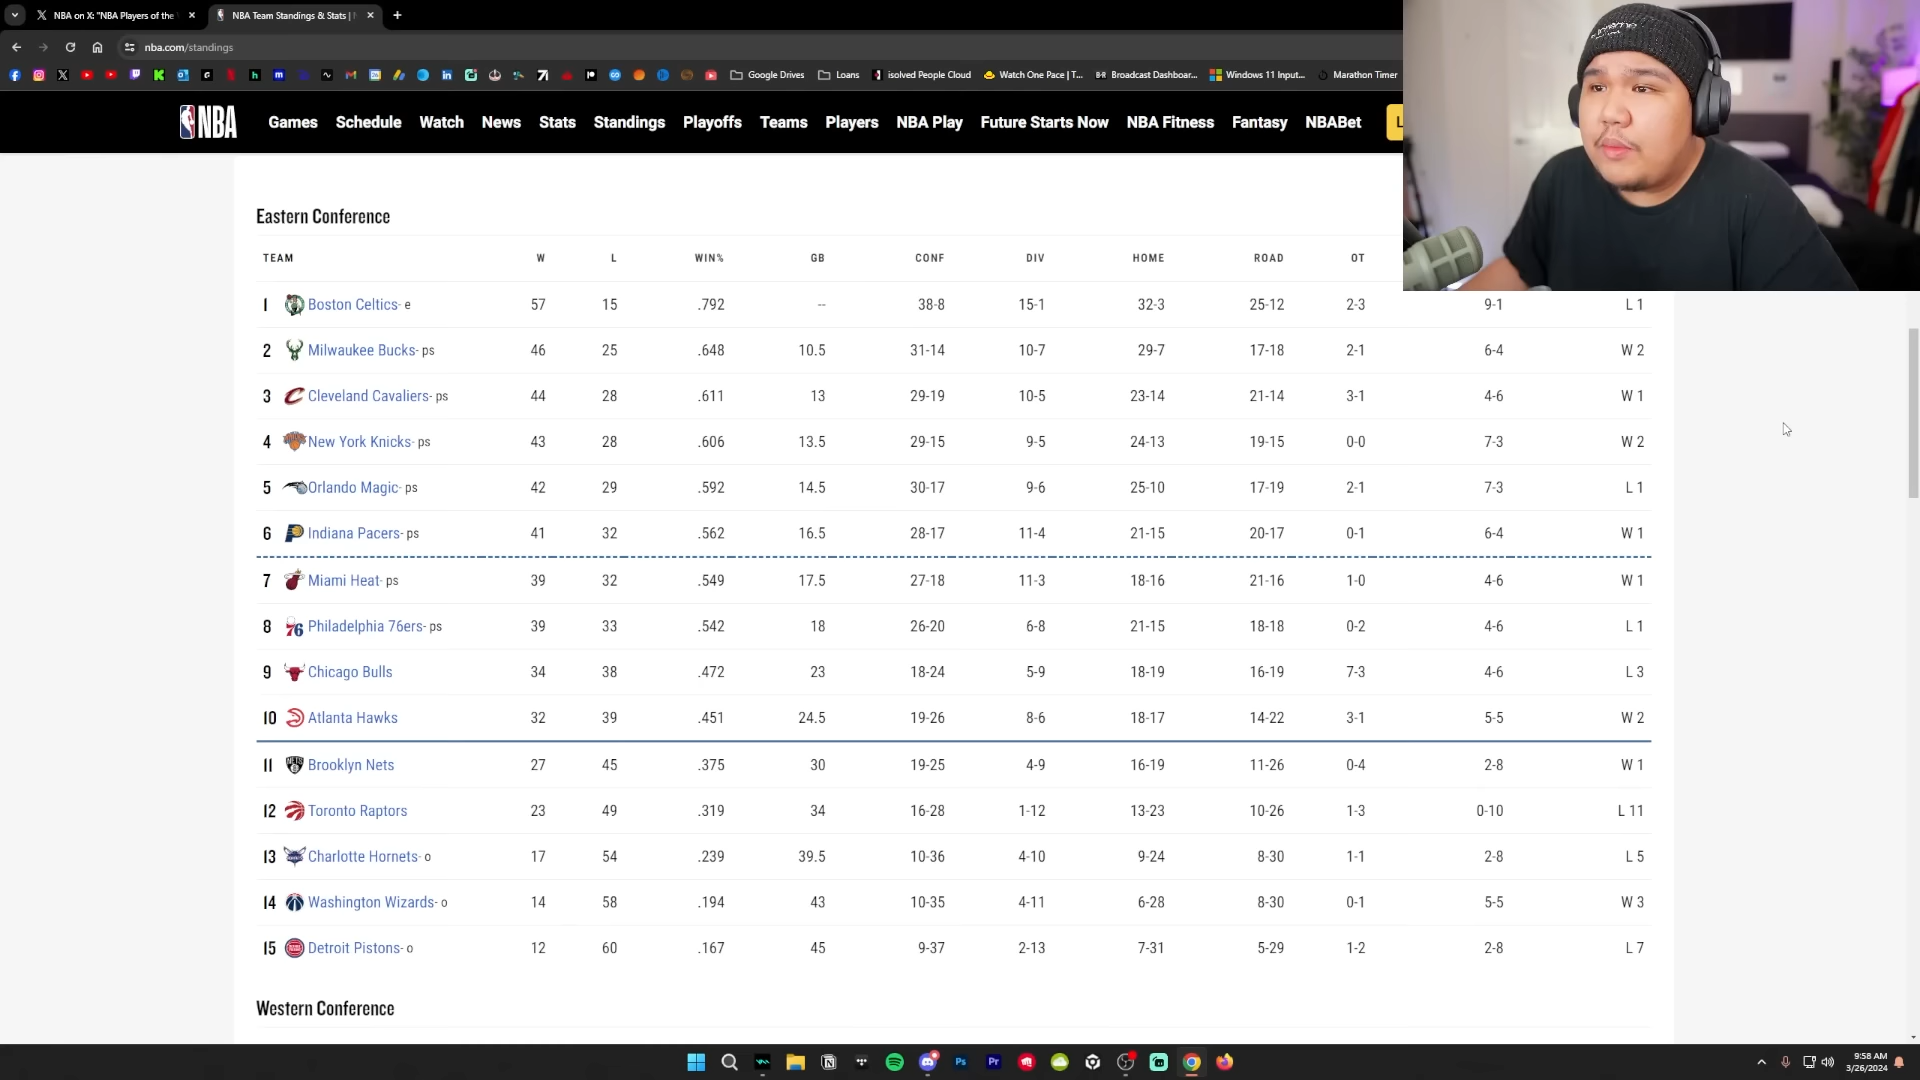 NBA on X: "NBA Players of the
NBA Team Standings & Stats |
nba.com/standings
Google Drives
Loans
isolved People Cloud
Watch One Pace | T...
Broadcast Dashboar...
Windows 11 Input...
Marathon Timer
NBA Games Schedule Watch News Stats Standings Playoffs Teams Players NBA Play Future Starts Now NBA Fitness Fantasy NBABet L
Eastern Conference
TEAM W L WIN% GB CONF DIV HOME ROAD OT
1 Boston Celtics- e 57 15 .792 -- 38-8 15-1 32-3 25-12 2-3 9-1 L 1
2 Milwaukee Bucks- ps 46 25 .648 10.5 31-14 10-7 29-7 17-18 2-1 6-4 W 2
3 Cleveland Cavaliers- ps 44 28 .611 13 29-19 10-5 23-14 21-14 3-1 4-6 W 1
4 New York Knicks- ps 43 28 .606 13.5 29-15 9-5 24-13 19-15 0-0 7-3 W 2
5 Orlando Magic- ps 42 29 .592 14.5 30-17 9-6 25-10 17-19 2-1 7-3 L 1
6 Indiana Pacers- ps 41 32 .562 16.5 28-17 11-4 21-15 20-17 0-1 6-4 W 1
7 Miami Heat- ps 39 32 .549 17.5 27-18 11-3 18-16 21-16 1-0 4-6 W 1
8 Philadelphia 76ers- ps 39 33 .542 18 26-20 6-8 21-15 18-18 0-2 4-6 L 1
9 Chicago Bulls 34 38 .472 23 18-24 5-9 18-19 16-19 7-3 4-6 L 3
10 Atlanta Hawks 32 39 .451 24.5 19-26 8-6 18-17 14-22 3-1 5-5 W 2
11 Brooklyn Nets 27 45 .375 30 19-25 4-9 16-19 11-26 0-4 2-8 W 1
12 Toronto Raptors 23 49 .319 34 16-28 1-12 13-23 10-26 1-3 0-10 L 11
13 Charlotte Hornets- o 17 54 .239 39.5 10-36 4-10 9-24 8-30 1-1 2-8 L 5
14 Washington Wizards- o 14 58 .194 43 10-35 4-11 6-28 8-30 0-1 5-5 W 3
15 Detroit Pistons- o 12 60 .167 45 9-37 2-13 7-31 5-29 1-2 2-8 L 7
Western Conference
9:58 AM
3/26/2024